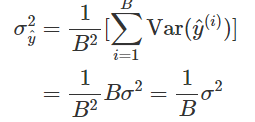 σ²_ŷ = 1/B² [∑_{i=1}^{B} Var(ŷ^{(i)})]
= 1/B² Bσ² = 1/B σ²